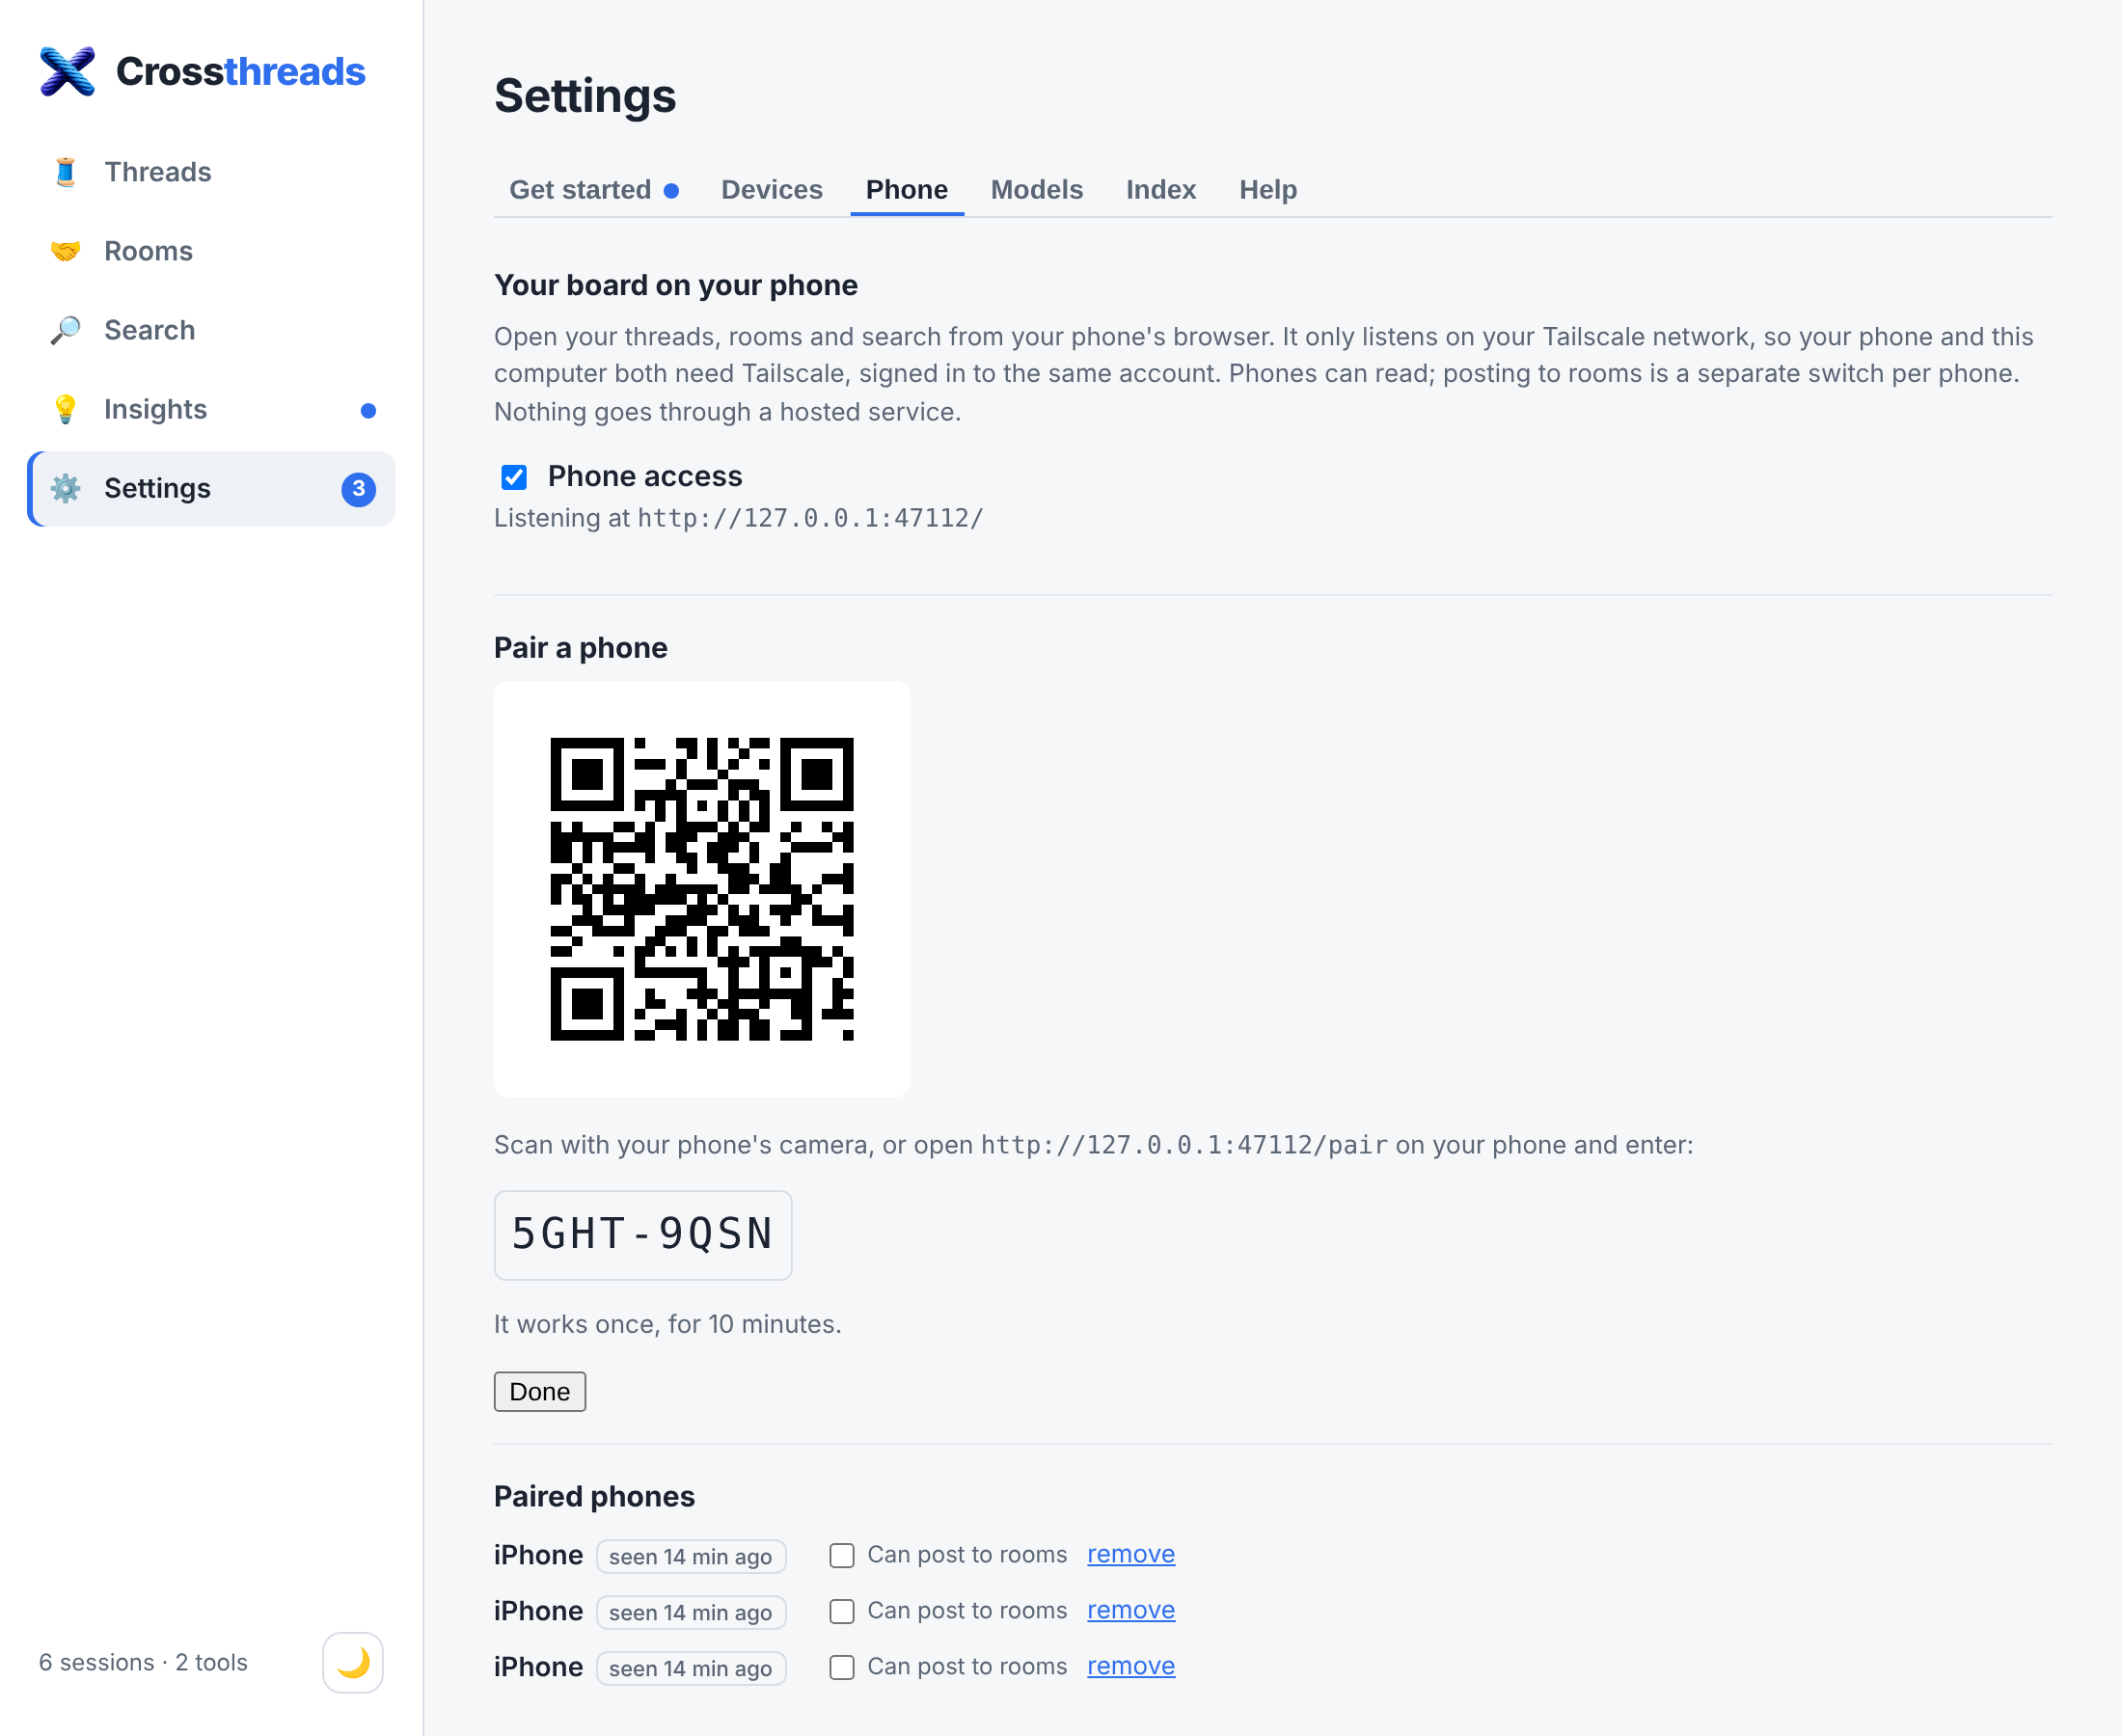 Crossthreads
Threads
Rooms
Search
Insights
Settings 3
6 sessions · 2 tools
Settings
Get started Devices Phone Models Index Help
Your board on your phone
Open your threads, rooms and search from your phone's browser. It only listens on your Tailscale network, so your phone and this
computer both need Tailscale, signed in to the same account. Phones can read; posting to rooms is a separate switch per phone.
Nothing goes through a hosted service.
Phone access
Listening at http://127.0.0.1:47112/
Pair a phone
Scan with your phone's camera, or open http://127.0.0.1:47112/pair on your phone and enter:
5GHT-9QSN
It works once, for 10 minutes.
Done
Paired phones
iPhone seen 14 min ago Can post to rooms remove
iPhone seen 14 min ago Can post to rooms remove
iPhone seen 14 min ago Can post to rooms remove